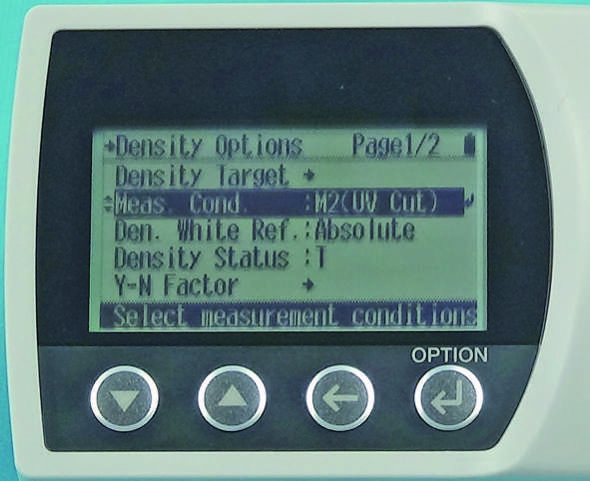 →Density Options Page1/2
Density Target →
Meas. Cond. :M2(UV Cut)
Den. White Ref.:Absolute
Density Status :T
Y-N Factor →
Select measurement conditions
OPTION